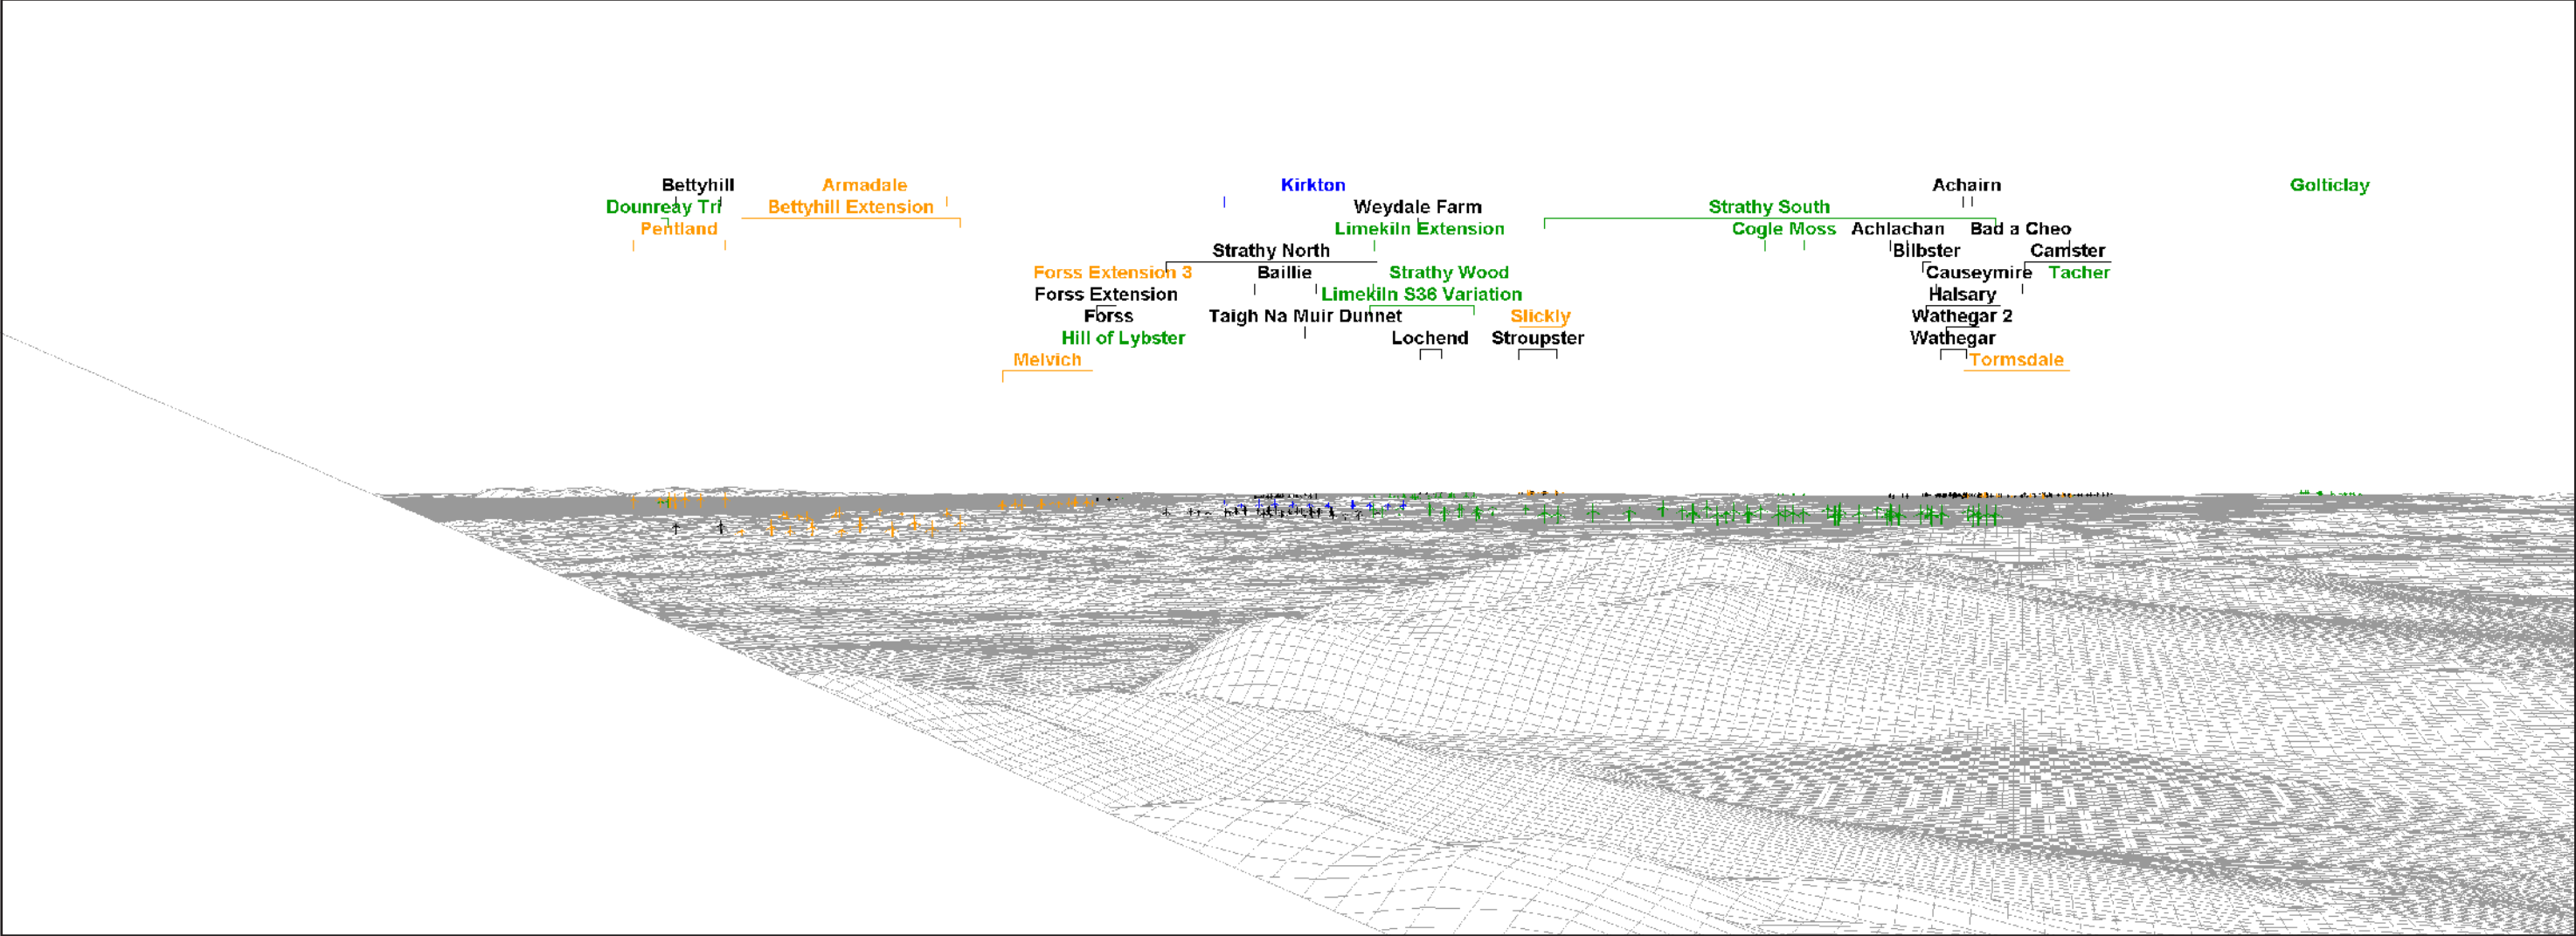 Bettyhill
Armadale
Kirkton
Achairn
Golticlay
Dounreay Tri
Bettyhill Extension
Weydale Farm
Strathy South
Pentland
Limekiln Extension
Cogle Moss
Achlachan
Bad a Cheo
Strathy North
Bilbster
Camster
Forss Extension 3
Baillie
Strathy Wood
Causeymire
Tacher
Forss Extension
Limekiln S36 Variation
Halsary
Forss
Taigh Na Muir Dunnet
Slickly
Wathegar 2
Hill of Lybster
Lochend
Stroupster
Wathegar
Melvich
Tormsdale